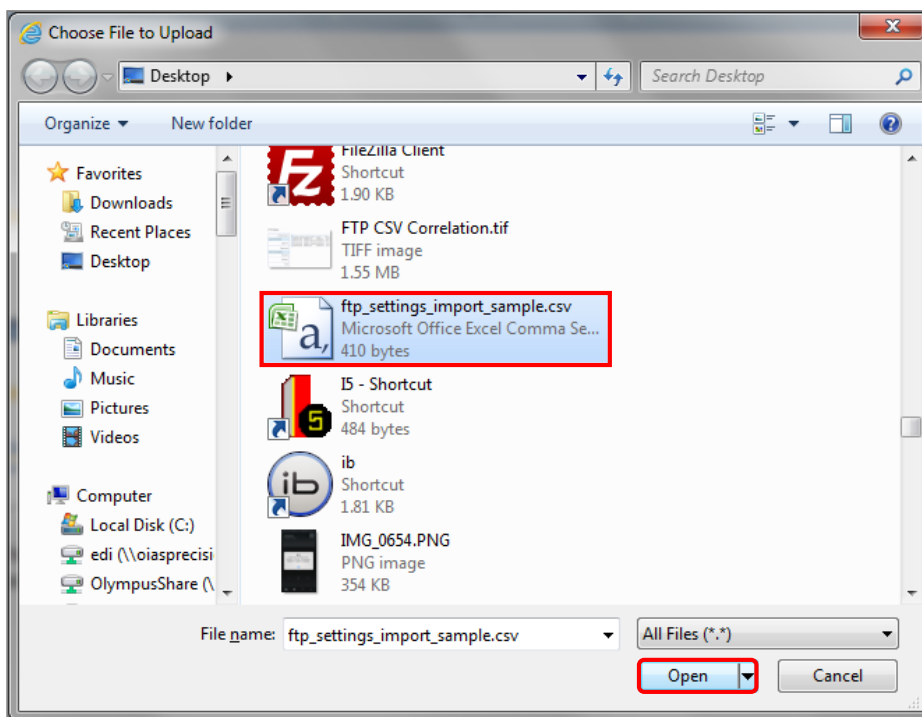 Choose File to Upload
Desktop
Search Desktop
Organize
New folder
Favorites
Downloads
Recent Places
Desktop
Libraries
Documents
Music
Pictures
Videos
Computer
Local Disk (C:)
edi (\\oiasprecisi
OlympusShare (\
FileZilla Client
Shortcut
1.90 KB
FTP CSV Correlation.tif
TIFF image
1.55 MB
ftp_settings_import_sample.csv
Microsoft Office Excel Comma Se...
410 bytes
I5 - Shortcut
Shortcut
484 bytes
ib
Shortcut
1.81 KB
IMG_0654.PNG
PNG image
354 KB
File name: ftp_settings_import_sample.csv
All Files (*.*)
Open
Cancel